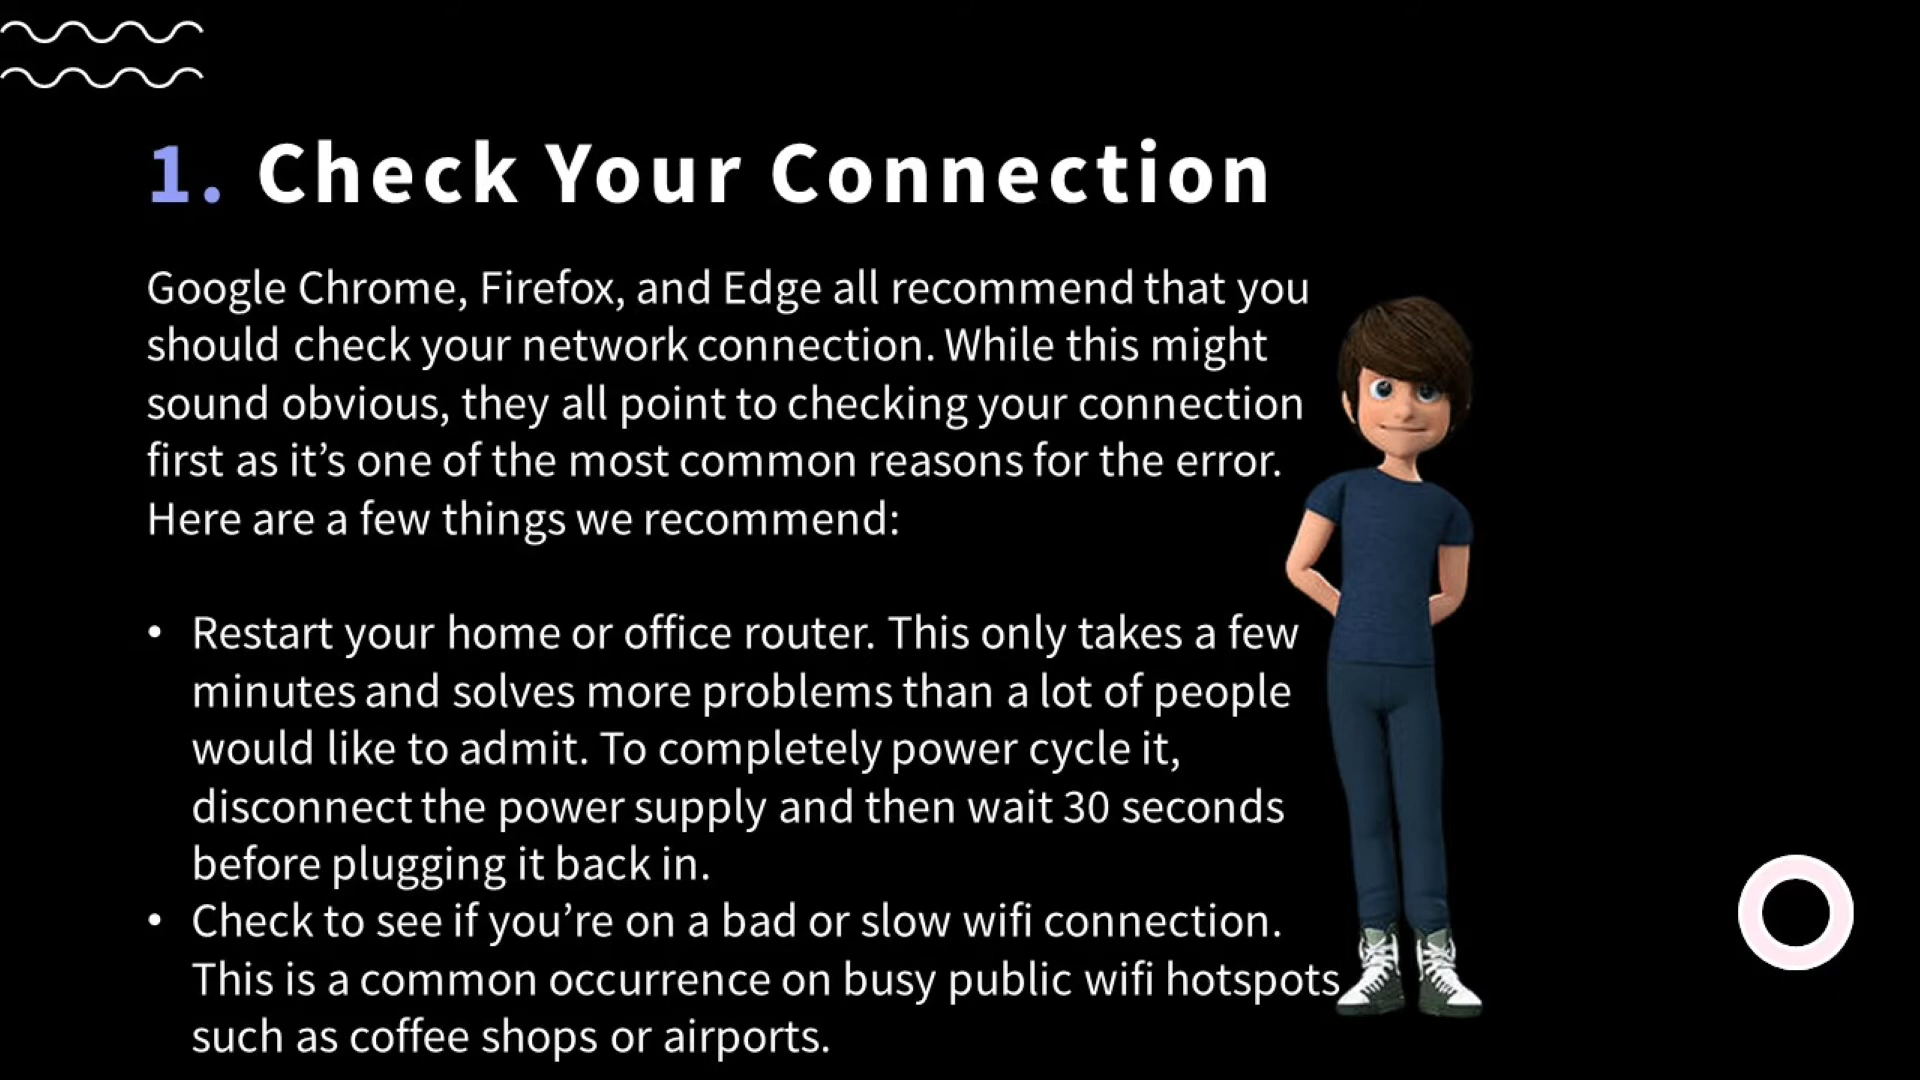 1. Check Your Connection
Google Chrome, Firefox, and Edge all recommend that you
should check your network connection. While this might
sound obvious, they all point to checking your connection
first as it’s one of the most common reasons for the error.
Here are a few things we recommend:
• Restart your home or office router. This only takes a few
minutes and solves more problems than a lot of people
would like to admit. To completely power cycle it,
disconnect the power supply and then wait 30 seconds
before plugging it back in.
• Check to see if you’re on a bad or slow wifi connection.
This is a common occurrence on busy public wifi hotspots
such as coffee shops or airports.